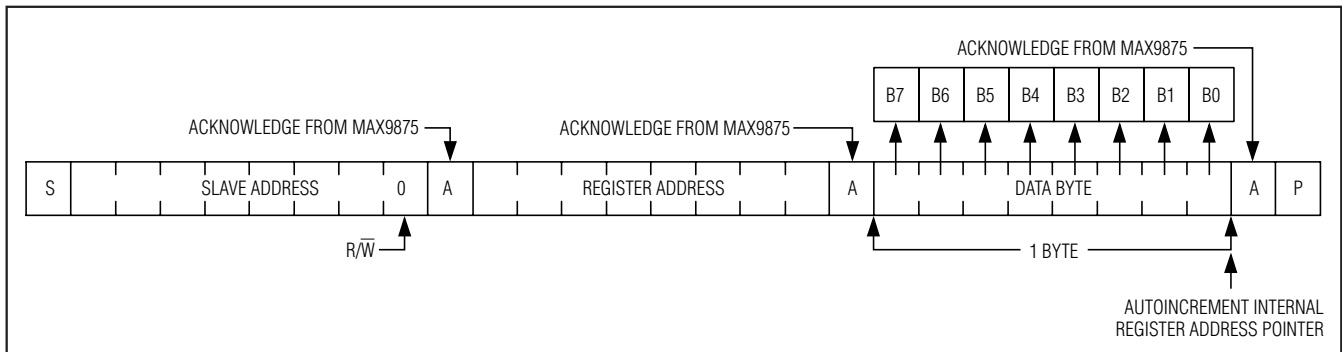 ACKNOWLEDGE FROM MAX9875
B7 B6 B5 B4 B3 B2 B1 B0
ACKNOWLEDGE FROM MAX9875
ACKNOWLEDGE FROM MAX9875
S SLAVE ADDRESS 0 A REGISTER ADDRESS A DATA BYTE A P
R/W̅
1 BYTE
AUTOINCREMENT INTERNAL
REGISTER ADDRESS POINTER